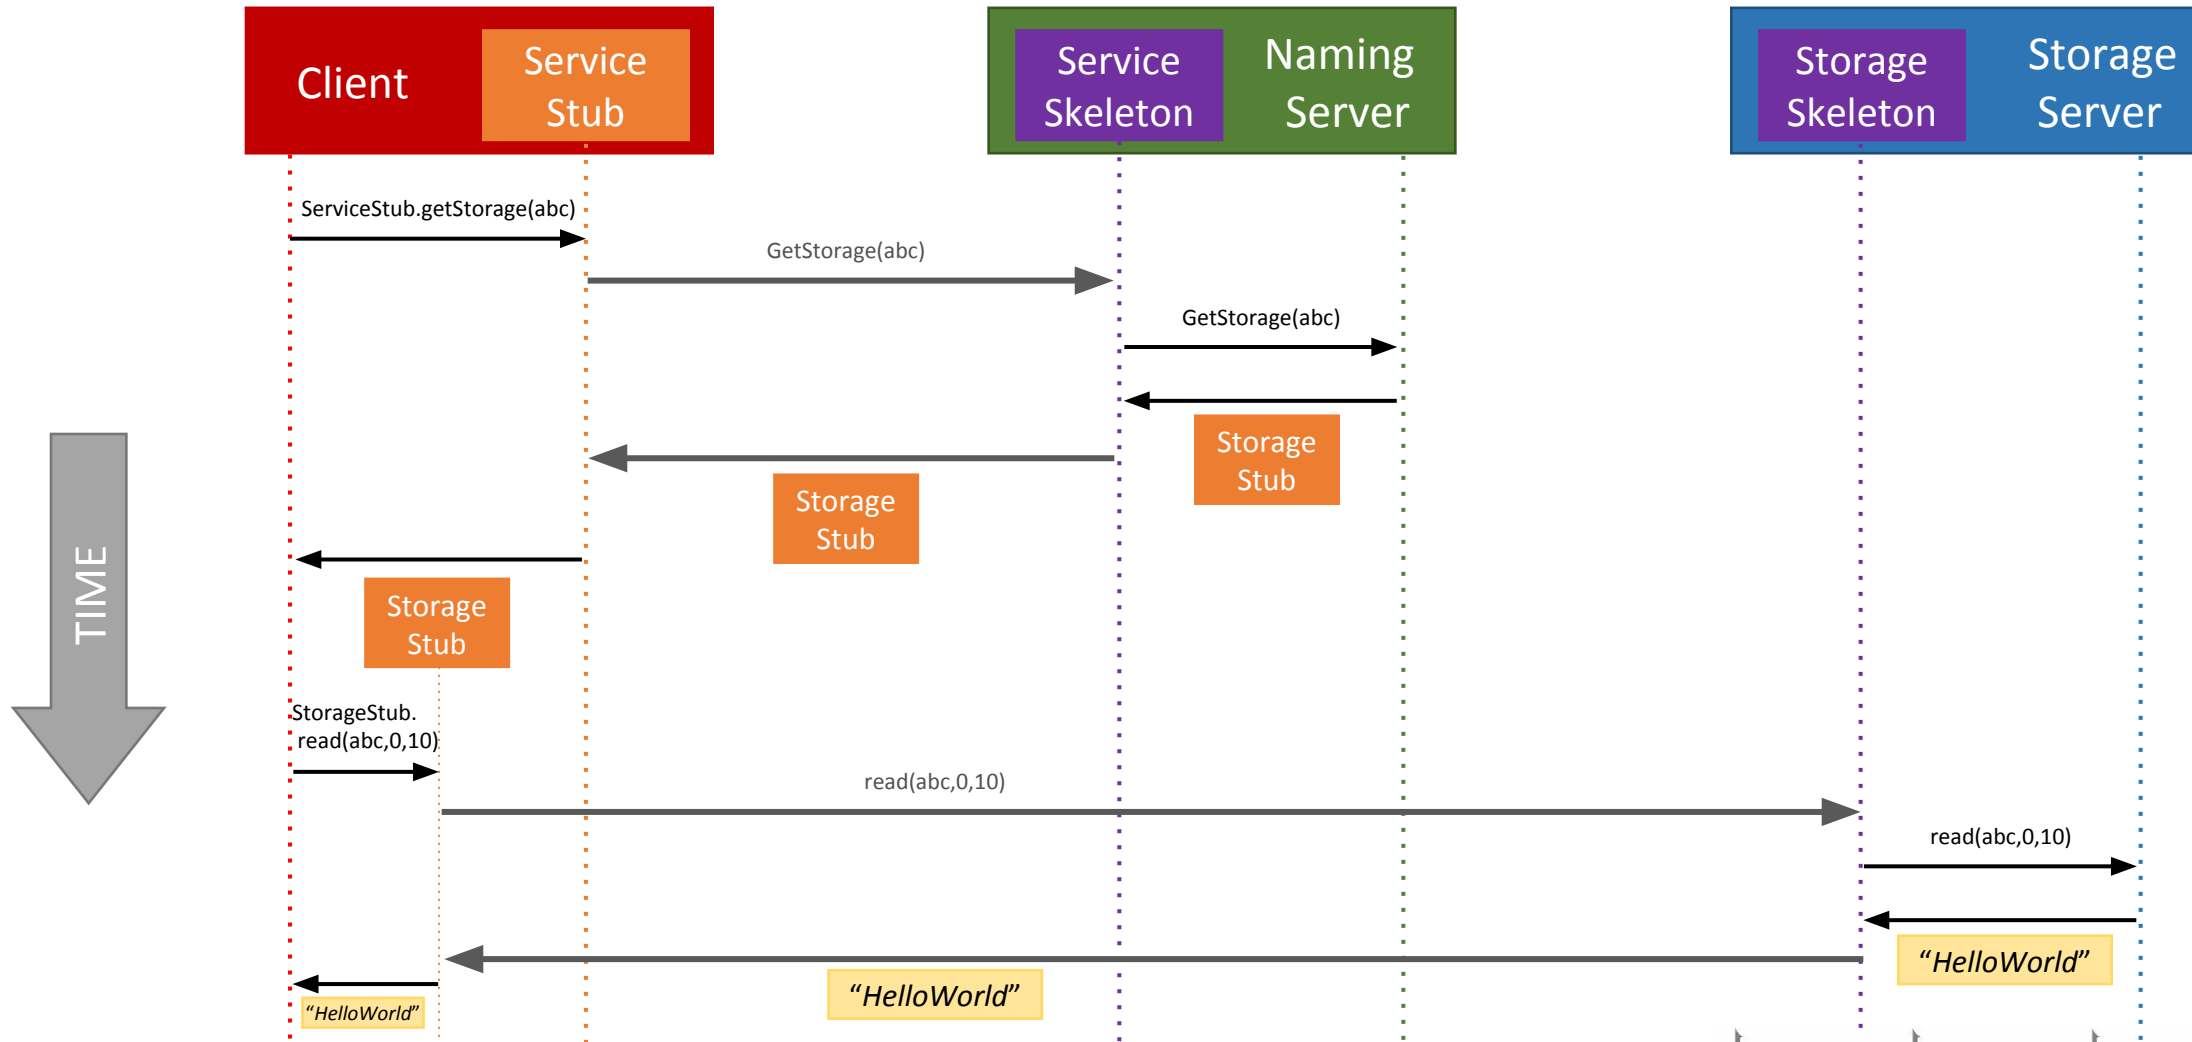 Client
Service
Stub
Service
Skeleton
Naming
Server
Storage
Skeleton
Storage
Server
ServiceStub.getStorage(abc)
GetStorage(abc)
GetStorage(abc)
Storage
Stub
Storage
Stub
Storage
Stub
TIME
StorageStub.
read(abc,0,10)
read(abc,0,10)
read(abc,0,10)
“HelloWorld”
“HelloWorld”
“HelloWorld”